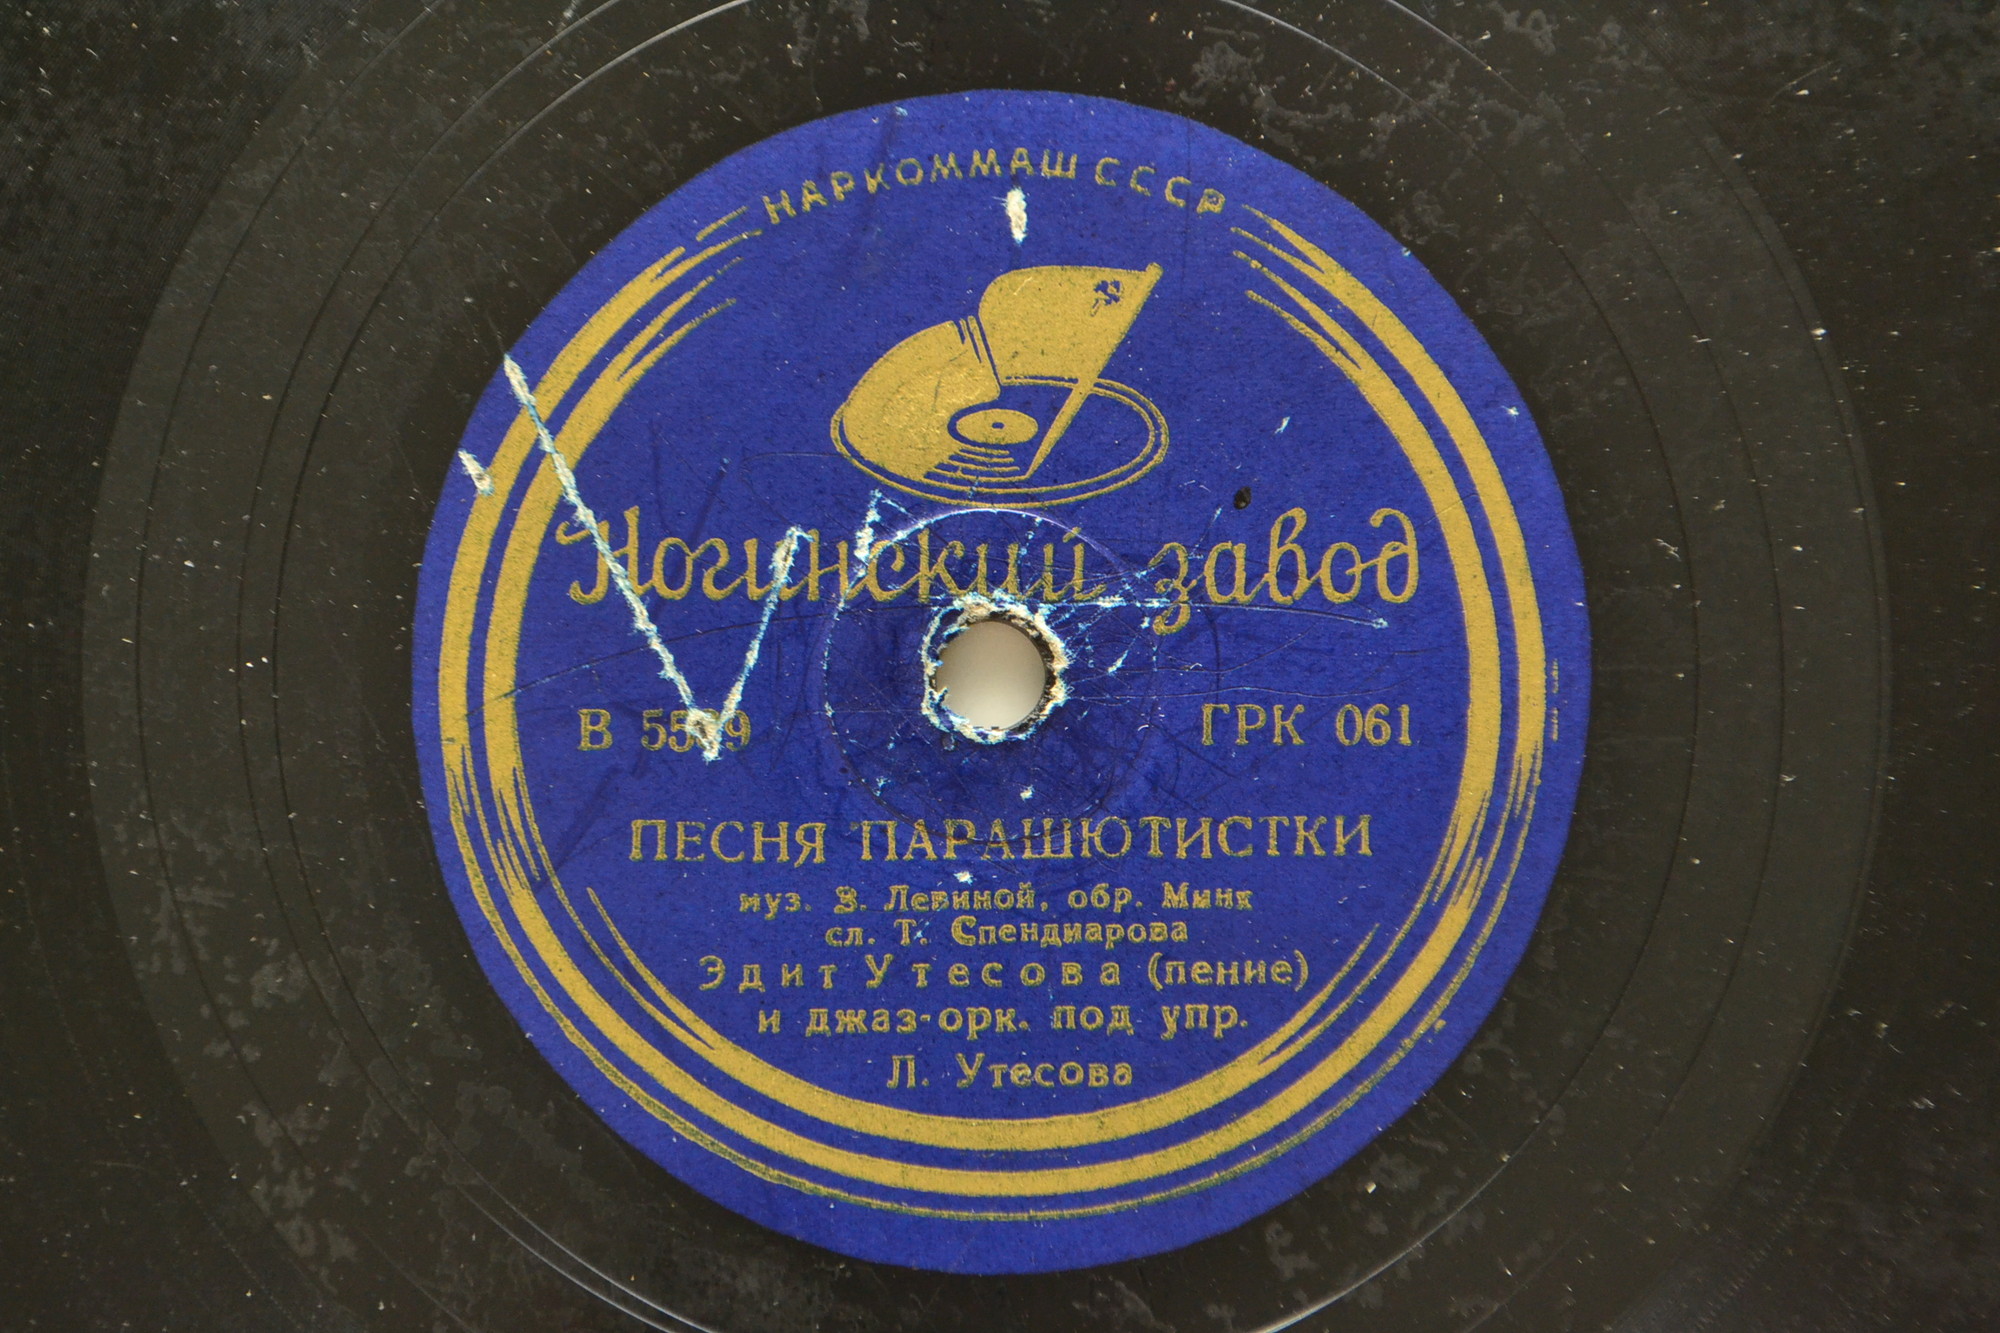 НАРКОММАШ СССР
Ногинский завод
В ГРК 061
ПЕСНЯ ПАРАШЮТИСТКИ
муз. З. Левиной, обр. Минх
сл. Т. Спендиарова
Эдит Утесова (пение)
и джаз-орк. под упр.
Л. Утесова